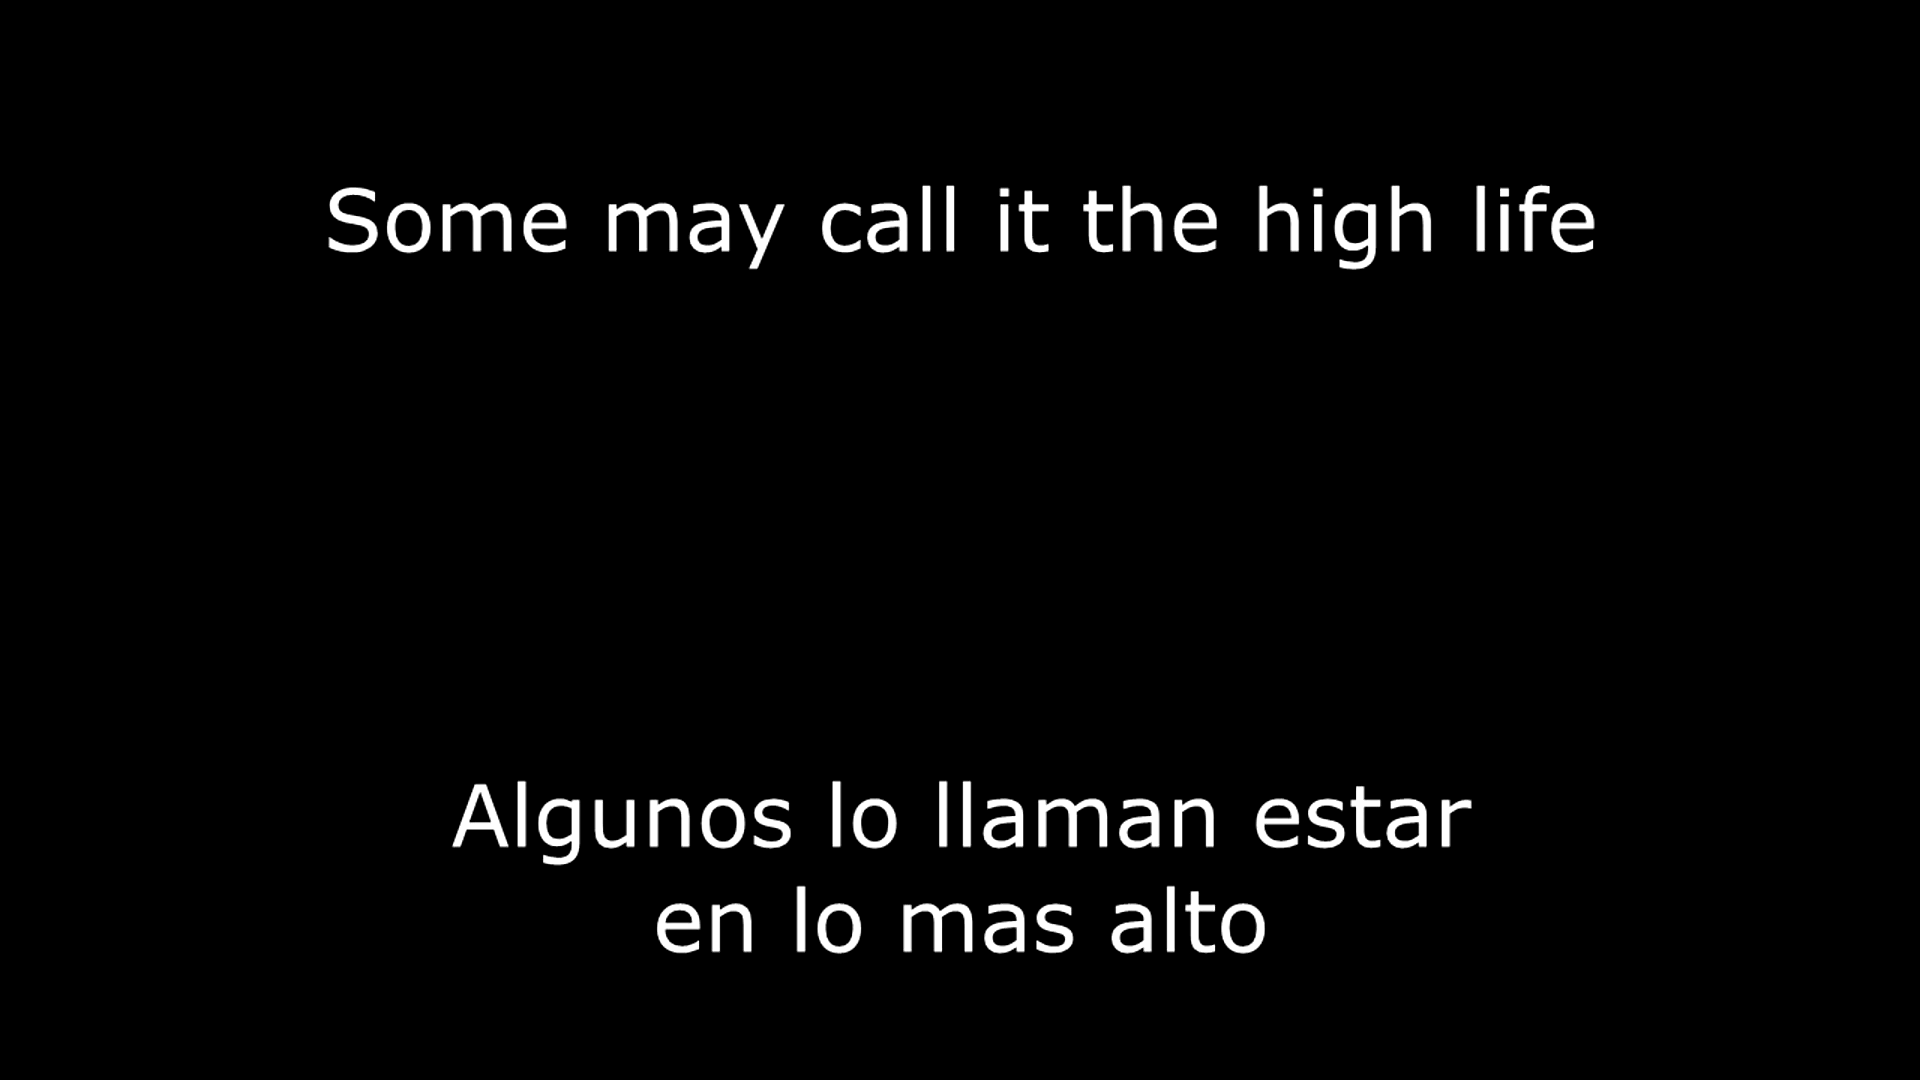 Some may call it the high life
Algunos lo llaman estar
en lo mas alto